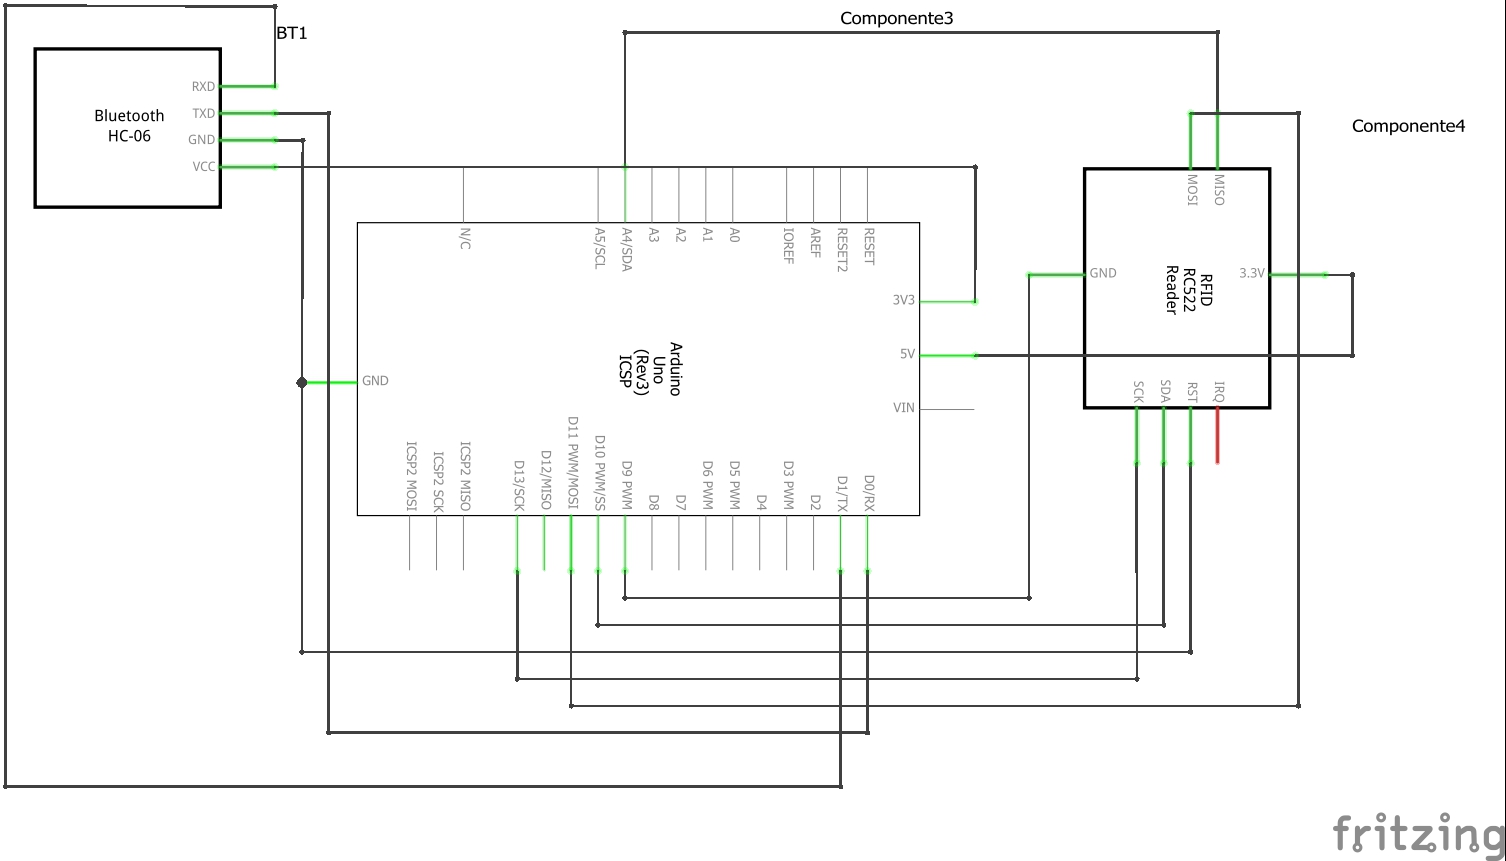 Componente3
BT1
RXD
TXD
GND
VCC
Bluetooth
HC-06
Componente4
MOSI
MISO
GND
3.3V
RFID
RC522
Reader
SCK
SDA
RST
IRQ
N/C
A5/SCL
A4/SDA
A3
A2
A1
A0
IOREF
AREF
RESET2
RESET
3V3
5V
VIN
GND
Arduino
Uno
(Rev3)
ICSP
ICSP2 MOSI
ICSP2 SCK
ICSP2 MISO
D13/SCK
D12/MISO
D11 PWM/MOSI
D10 PWM/SS
D9 PWM
D8
D7
D6 PWM
D5 PWM
D4
D3 PWM
D2
D1/TX
D0/RX
fritzing